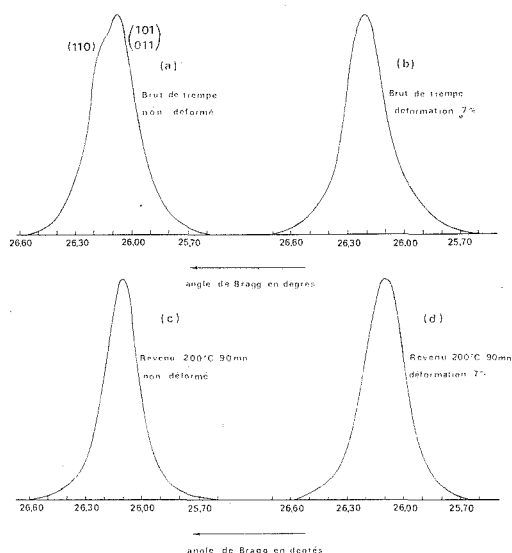 (110) (101
011)
(a)
Brut de trempe
non déformé
(b)
Brut de trempe
déformation 7%
26,60 26,30 26,00 25,70 26,60 26,30 26,00 25,70
angle de Bragg en degrés
(c)
Revenu 200°C 90mn
non déformé
(d)
Revenu 200°C 90mn
déformation 7%
26,60 26,30 26,00 25,70 26,60 26,30 26,00 25,70
angle de Bragg en degrés